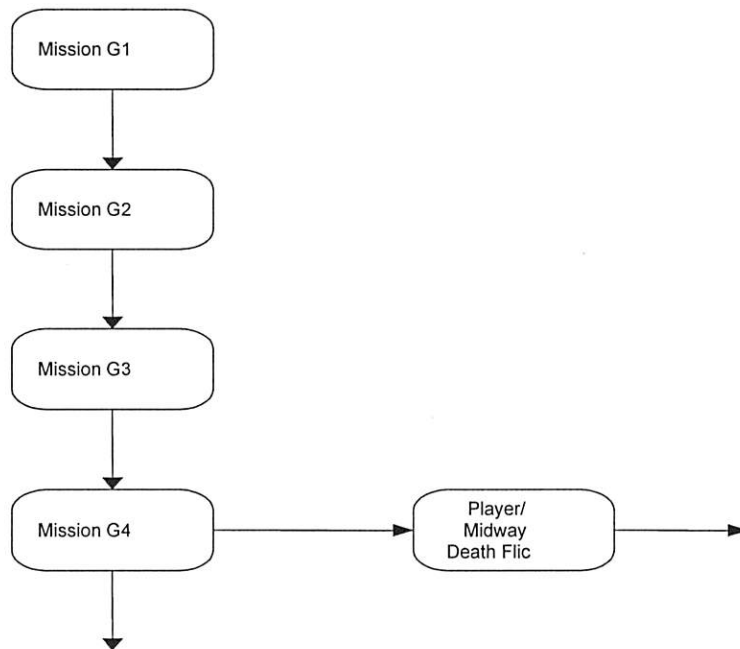 Mission G1
Mission G2
Mission G3
Mission G4
Player/
Midway
Death Flic